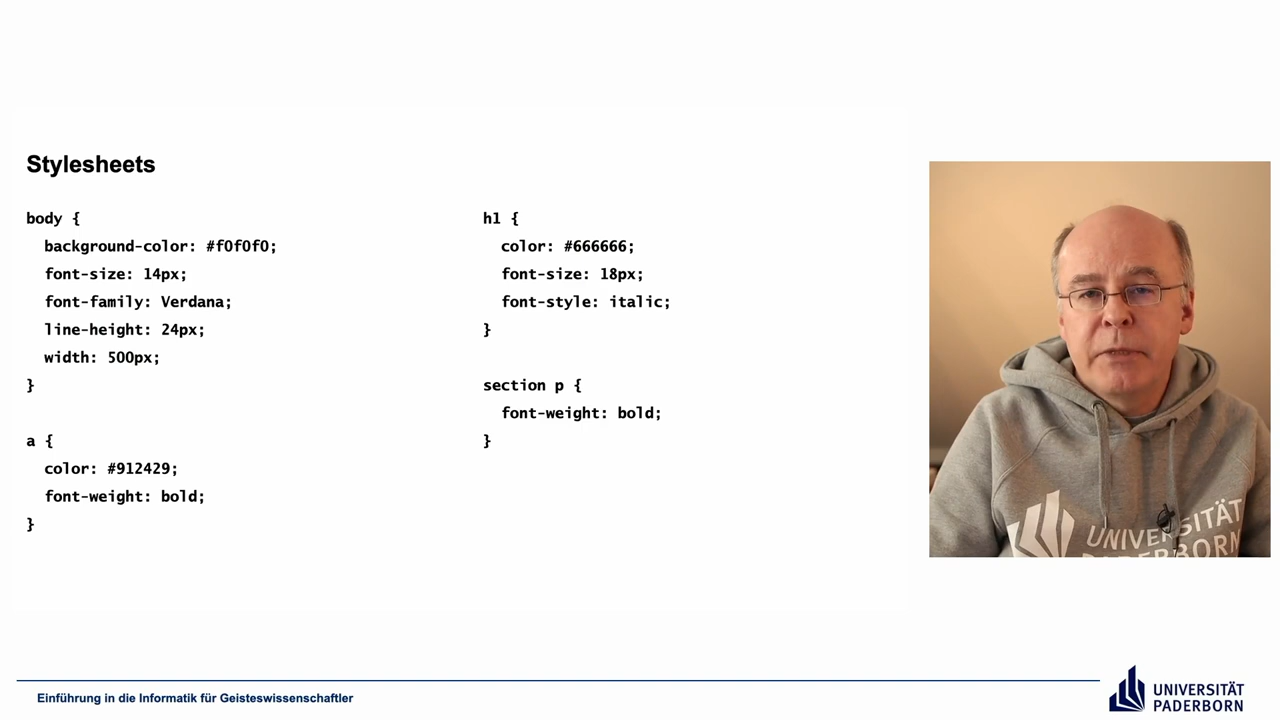 Stylesheets
body {
background-color: #f0f0f0;
font-size: 14px;
font-family: Verdana;
line-height: 24px;
width: 500px;
}
a {
color: #912429;
font-weight: bold;
}
h1 {
color: #666666;
font-size: 18px;
font-style: italic;
}
section p {
font-weight: bold;
}
UNIVERSITÄT
PADERBORN
Einführung in die Informatik für Geisteswissenschaftler
UNIVERSITÄT
PADERBORN